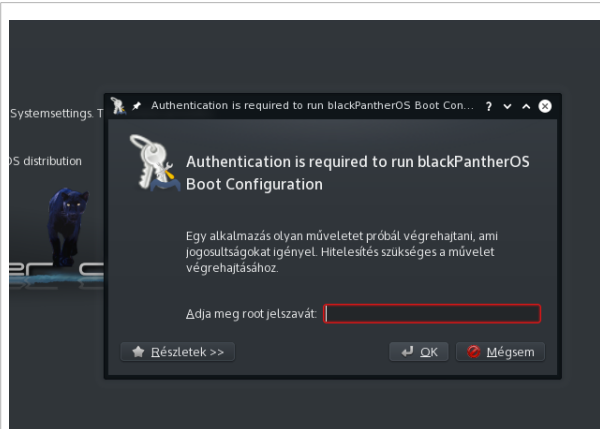 Authentication is required to run blackPantherOS Boot Con... ?
Systemsettings. T
OS distribution
Authentication is required to run blackPantherOS
Boot Configuration
Egy alkalmazás olyan műveletet próbál végrehajtani, ami
jogosultságokat igényel. Hitelesítés szükséges a művelet
végrehajtásához.
er c
Adja meg root jelszavát:
Részletek >>
OK
Mégsem